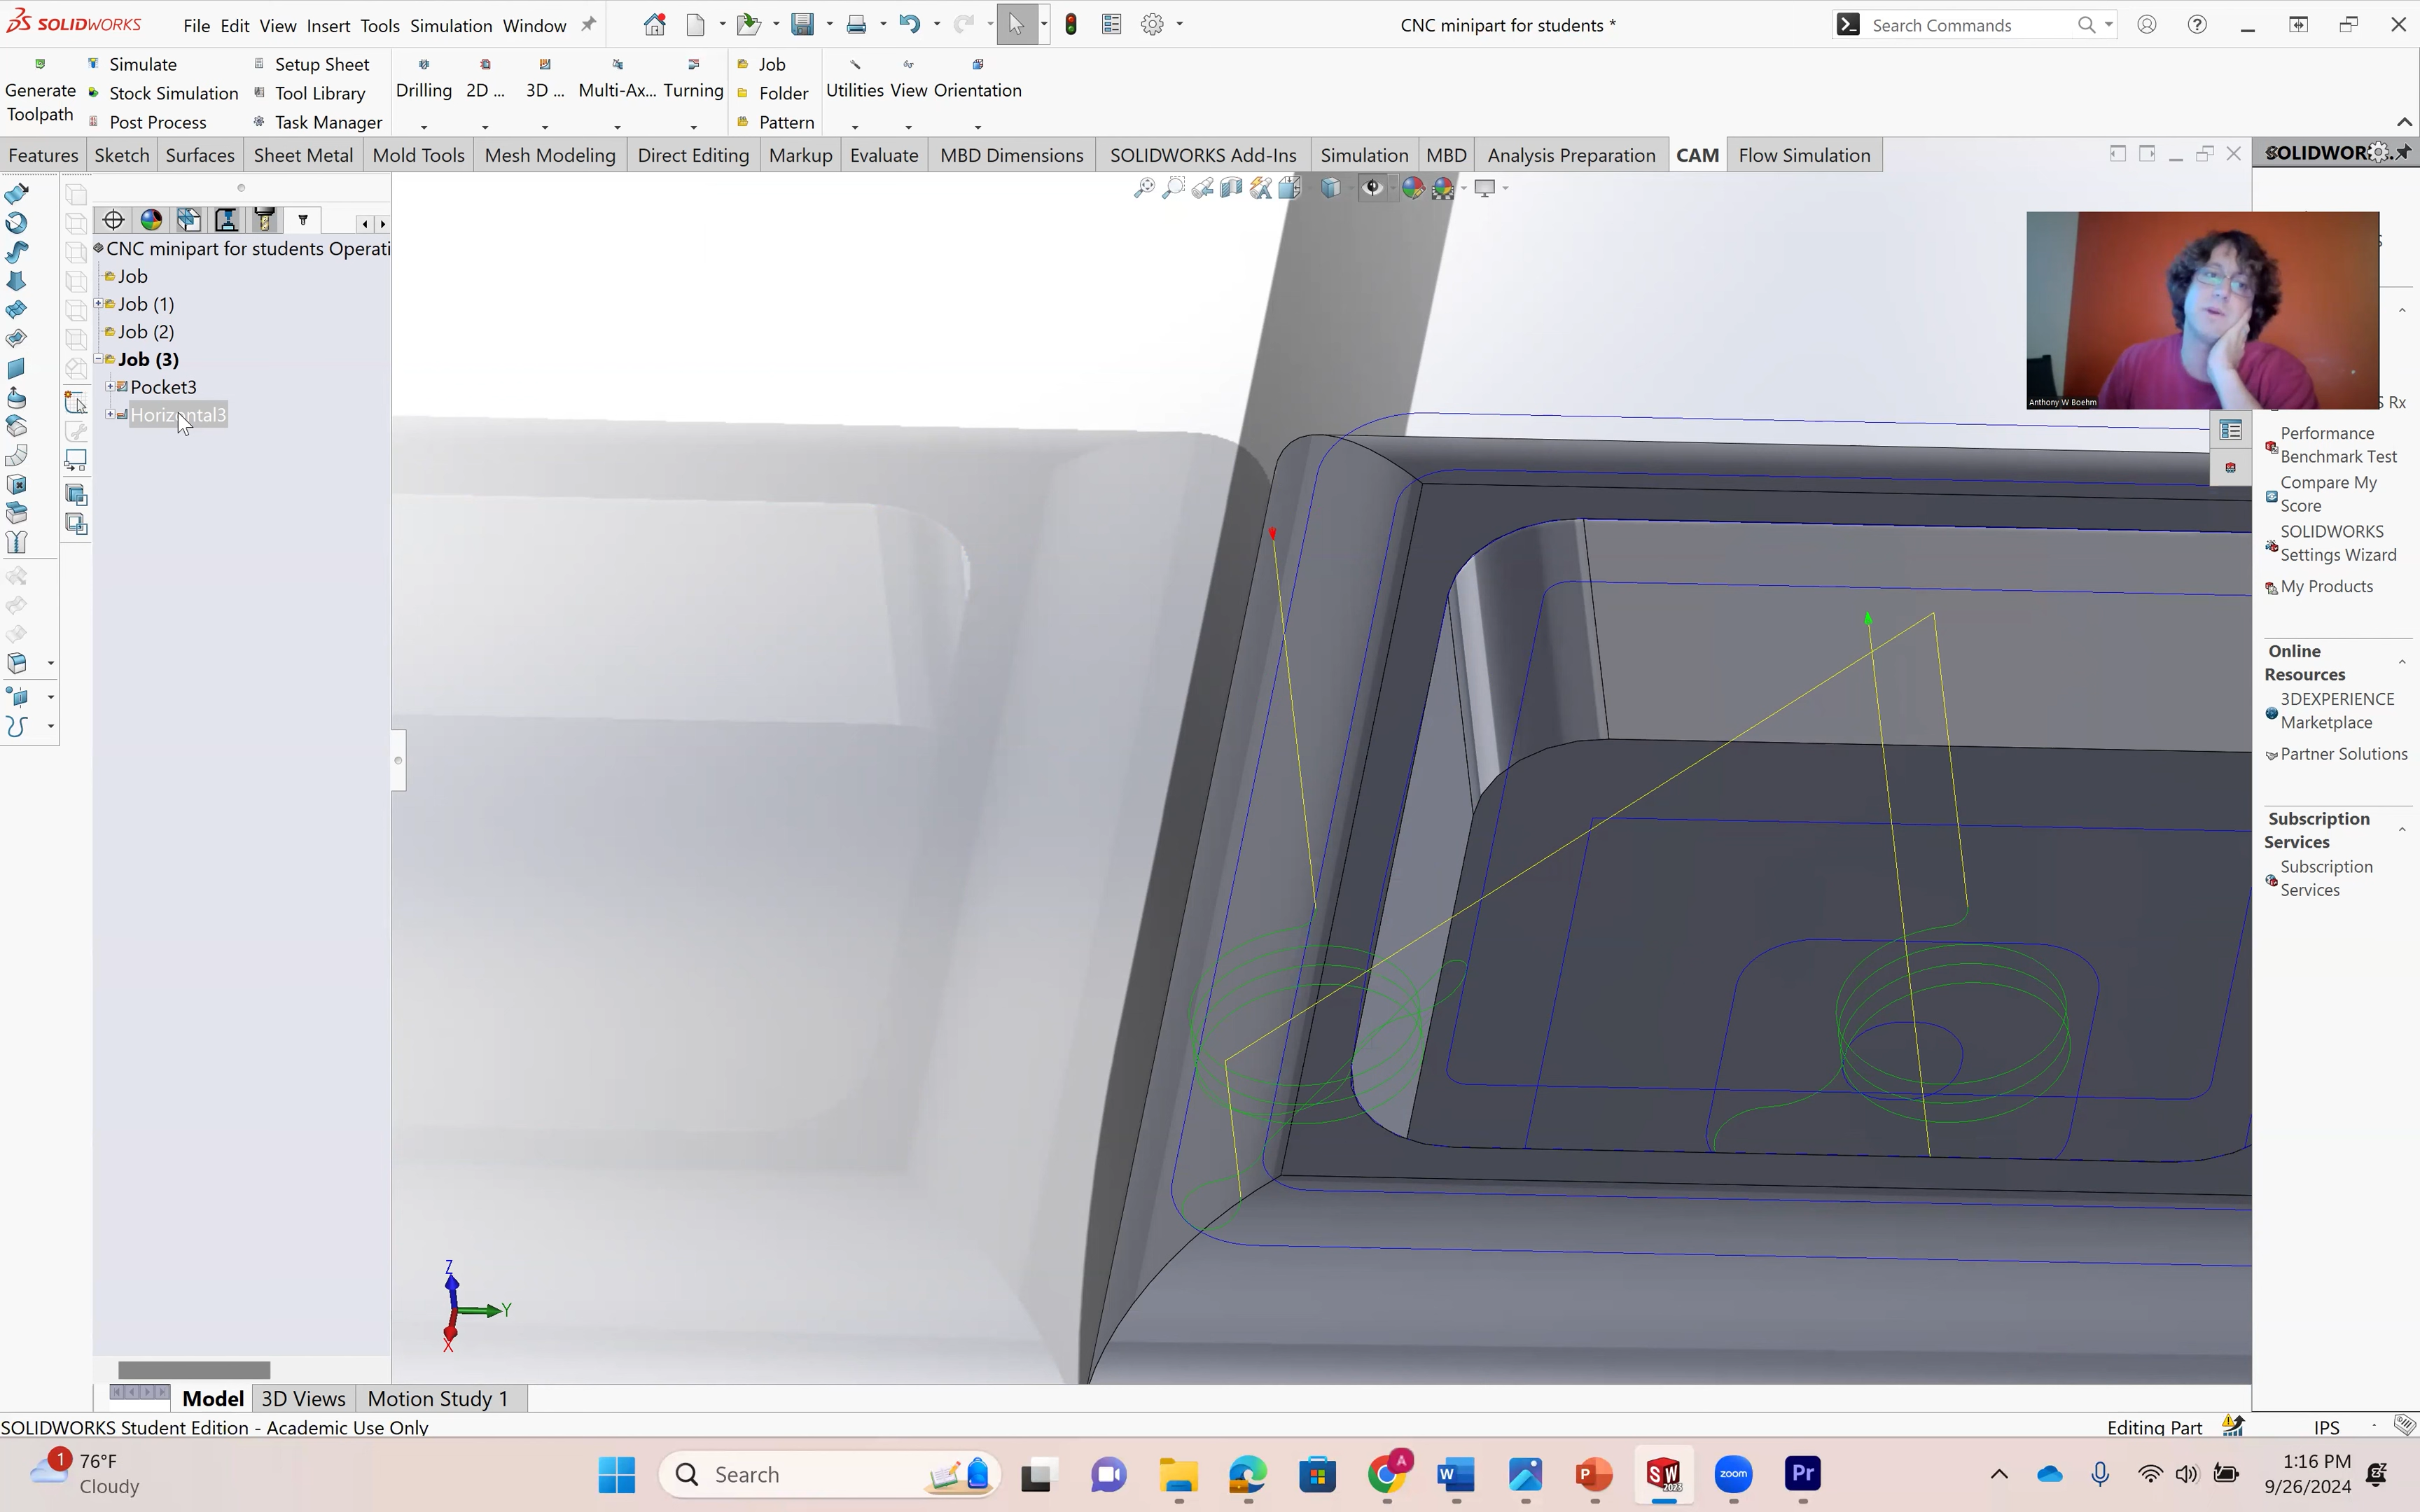 SOLIDWORKS File Edit View Insert Tools Simulation Window CNC minipart for students * Search Commands
Generate Toolpath
Simulate
Stock Simulation
Post Process
Setup Sheet
Tool Library
Task Manager
Drilling 2D ... 3D ... Multi-Ax... Turning
Job
Folder
Pattern
Utilities View Orientation
Features Sketch Surfaces Sheet Metal Mold Tools Mesh Modeling Direct Editing Markup Evaluate MBD Dimensions SOLIDWORKS Add-Ins Simulation MBD Analysis Preparation CAM Flow Simulation
CNC minipart for students Operati
Job
Job (1)
Job (2)
Job (3)
Pocket3
Horizontal3
Anthony W Boehm
Rx
Performance
Benchmark Test
Compare My
Score
SOLIDWORKS
Settings Wizard
My Products
Online
Resources
3DEXPERIENCE
Marketplace
Partner Solutions
Subscription
Services
Subscription
Services
Z
Y
X
Model 3D Views Motion Study 1
SOLIDWORKS Student Edition - Academic Use Only Editing Part IPS -
1 76°F
Cloudy
Search
A
W
P
SW
2023
zoom
Pr
1:16 PM
9/26/2024